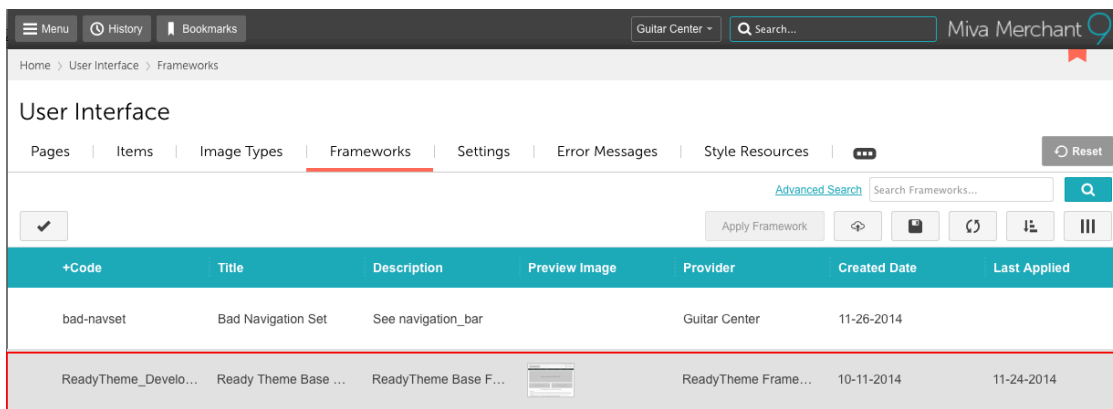 Menu History Bookmarks Guitar Center Search... Miva Merchant 9
Home > User Interface > Frameworks
User Interface
Pages Items Image Types Frameworks Settings Error Messages Style Resources Reset
Advanced Search Search Frameworks...
Apply Framework
+Code Title Description Preview Image Provider Created Date Last Applied
bad-navset Bad Navigation Set See navigation_bar Guitar Center 11-26-2014
ReadyTheme_Develo... Ready Theme Base ... ReadyTheme Base F... ReadyTheme Frame... 10-11-2014 11-24-2014